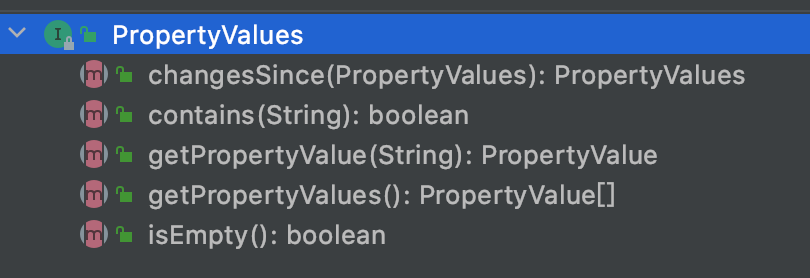 PropertyValues
changesSince(PropertyValues): PropertyValues
contains(String): boolean
getPropertyValue(String): PropertyValue
getPropertyValues(): PropertyValue[]
isEmpty(): boolean